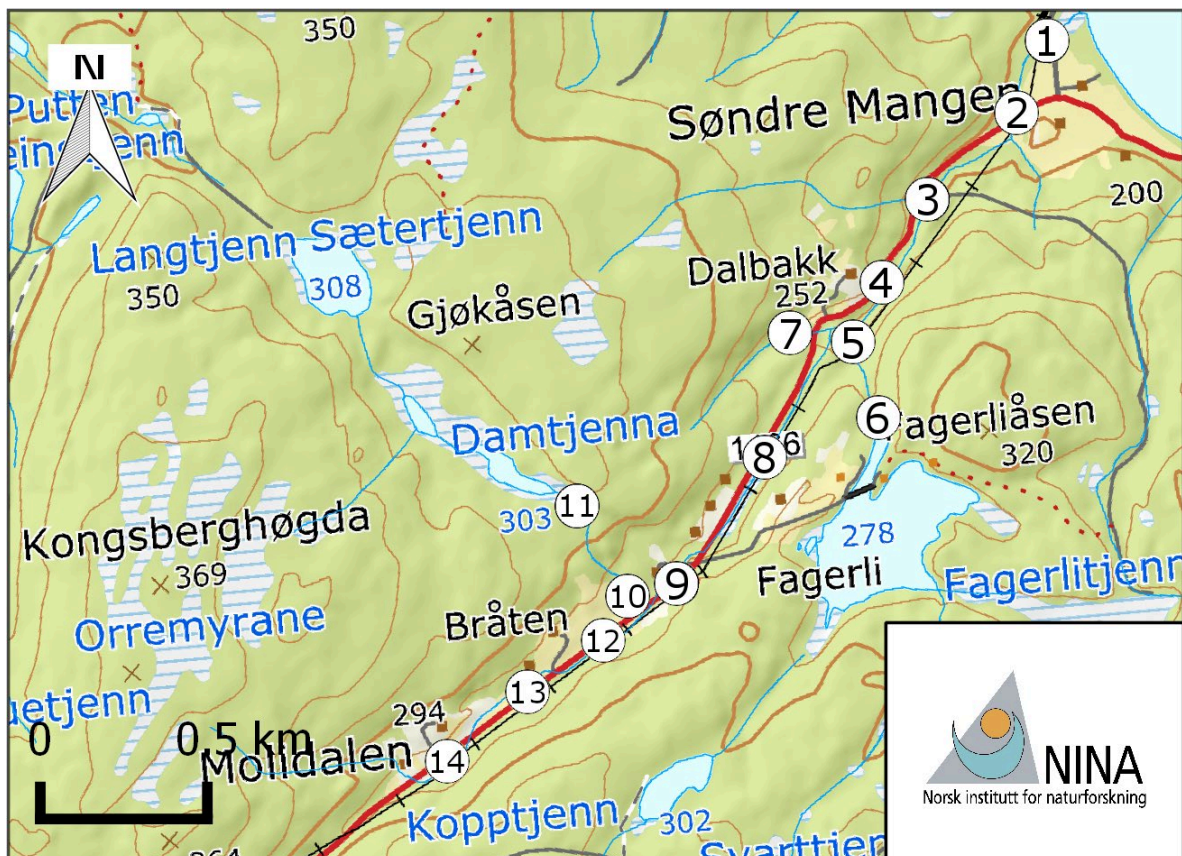 350
1
N
Putten
2
Søndre Mangen
3
200
Langtjenn Sætertjenn
308
350
Dalbakk
252
4
Gjøkåsen
7
5
6
Fagerliåsen
320
Damtjenna
8
11
303
278
Kongsberghøgda
369
Fagerli
Fagerlitjenn
9
10
Bråten
12
Orremyrane
13
294
0 0,5 km
Molldalen
14
Kopptjenn
302
NINA
Norsk institutt for naturforskning